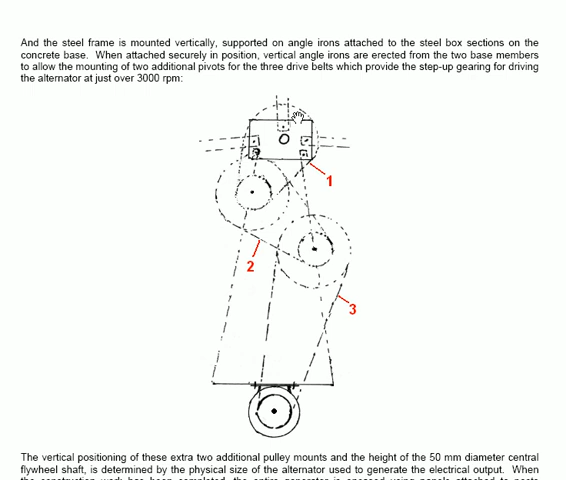 And the steel frame is mounted vertically, supported on angle irons attached to the steel box sections on the
concrete base. When attached securely in position, vertical angle irons are erected from the two base members
to allow the mounting of two additional pivots for the three drive belts which provide the step-up gearing for driving
the alternator at just over 3000 rpm:
1
2
3
The vertical positioning of these extra two additional pulley mounts and the height of the 50 mm diameter central
flywheel shaft, is determined by the physical size of the alternator used to generate the electrical output. When